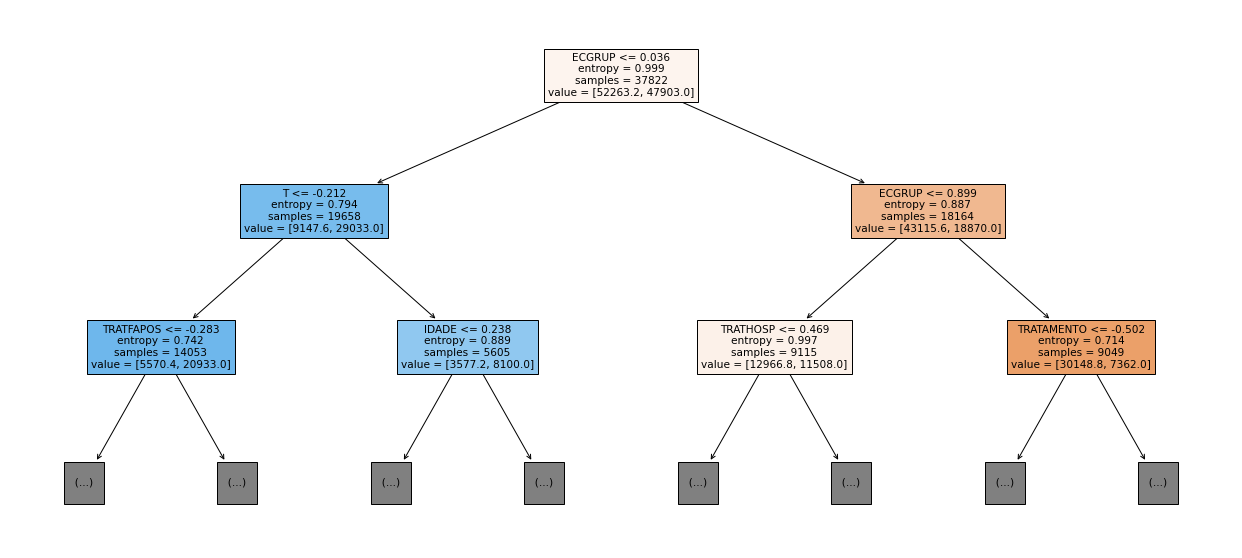 ECGRUP <= 0.036
entropy = 0.999
samples = 37822
value = [52263.2, 47903.0]
T <= -0.212
entropy = 0.794
samples = 19658
value = [9147.6, 29033.0]
ECGRUP <= 0.899
entropy = 0.887
samples = 18164
value = [43115.6, 18870.0]
TRATFAPOS <= -0.283
entropy = 0.742
samples = 14053
value = [5570.4, 20933.0]
IDADE <= 0.238
entropy = 0.889
samples = 5605
value = [3577.2, 8100.0]
TRATHOSP <= 0.469
entropy = 0.997
samples = 9115
value = [12966.8, 11508.0]
TRATAMENTO <= -0.502
entropy = 0.714
samples = 9049
value = [30148.8, 7362.0]
(...)
(...)
(...)
(...)
(...)
(...)
(...)
(...)